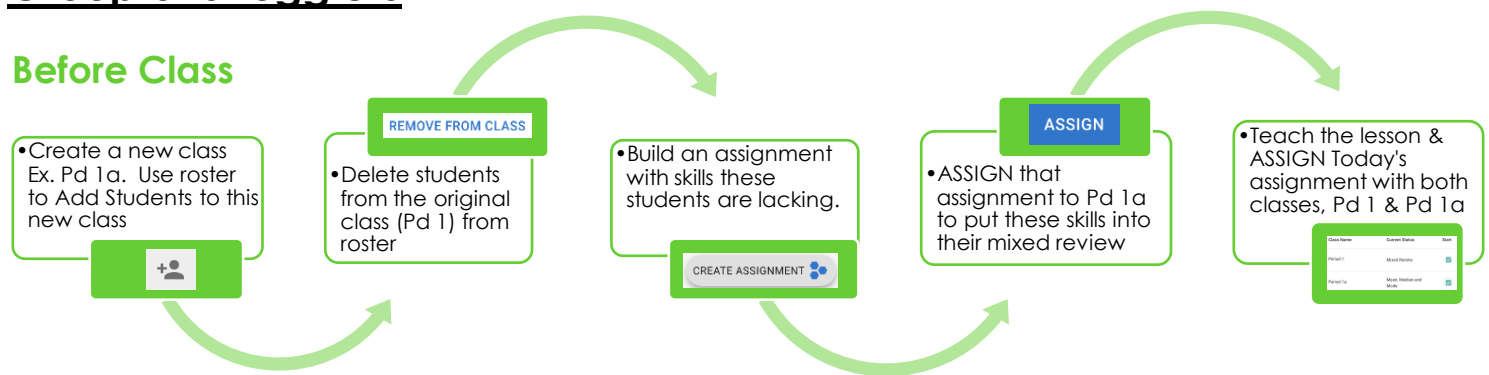 Before Class
•Create a new class
Ex. Pd 1a. Use roster
to Add Students to this
new class
REMOVE FROM CLASS
•Delete students
from the original
class (Pd 1) from
roster
•Build an assignment
with skills these
students are lacking.
CREATE ASSIGNMENT
ASSIGN
•ASSIGN that
assignment to Pd 1a
to put these skills into
their mixed review
•Teach the lesson &
ASSIGN Today's
assignment with both
classes, Pd 1 & Pd 1a
Class Name Current Status Start
Period 1 Mixed Review
Period 1a Mean, Median and
Mode